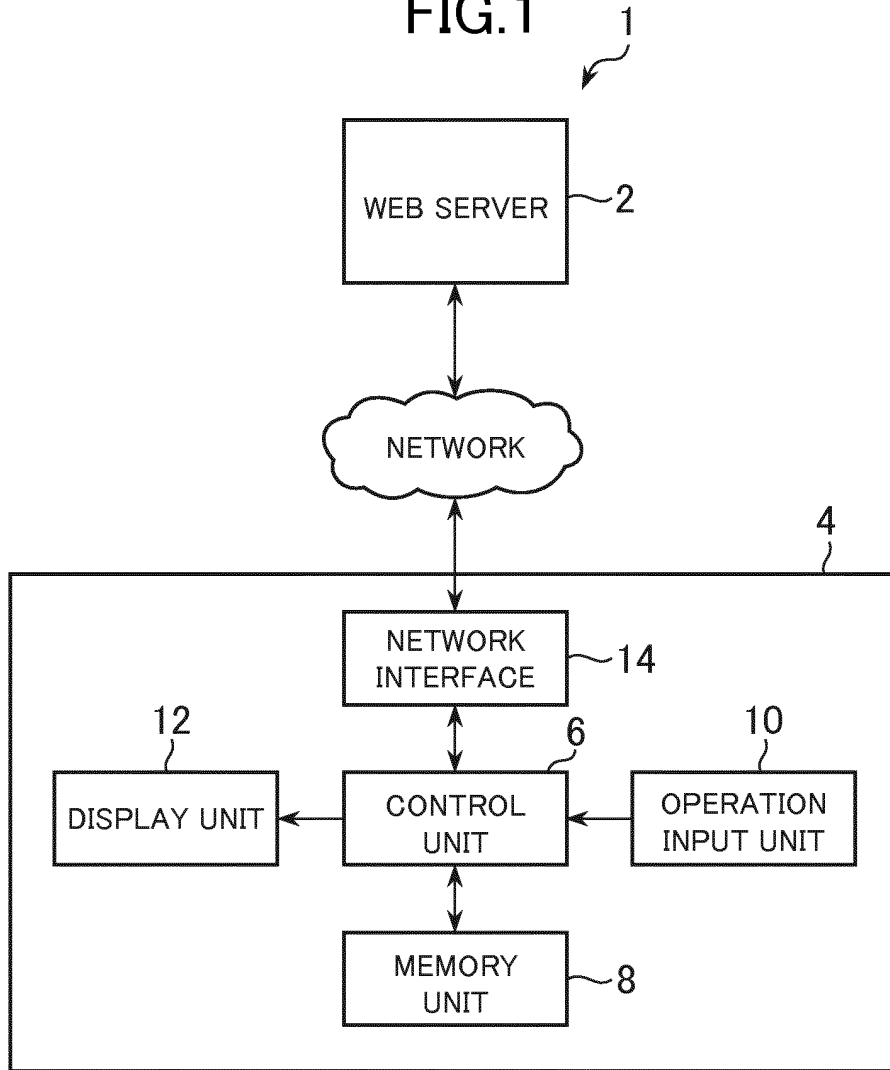 FIG.1
1
WEB SERVER
2
NETWORK
4
NETWORK
INTERFACE
14
12
6
10
DISPLAY UNIT
CONTROL
UNIT
OPERATION
INPUT UNIT
MEMORY
UNIT
8